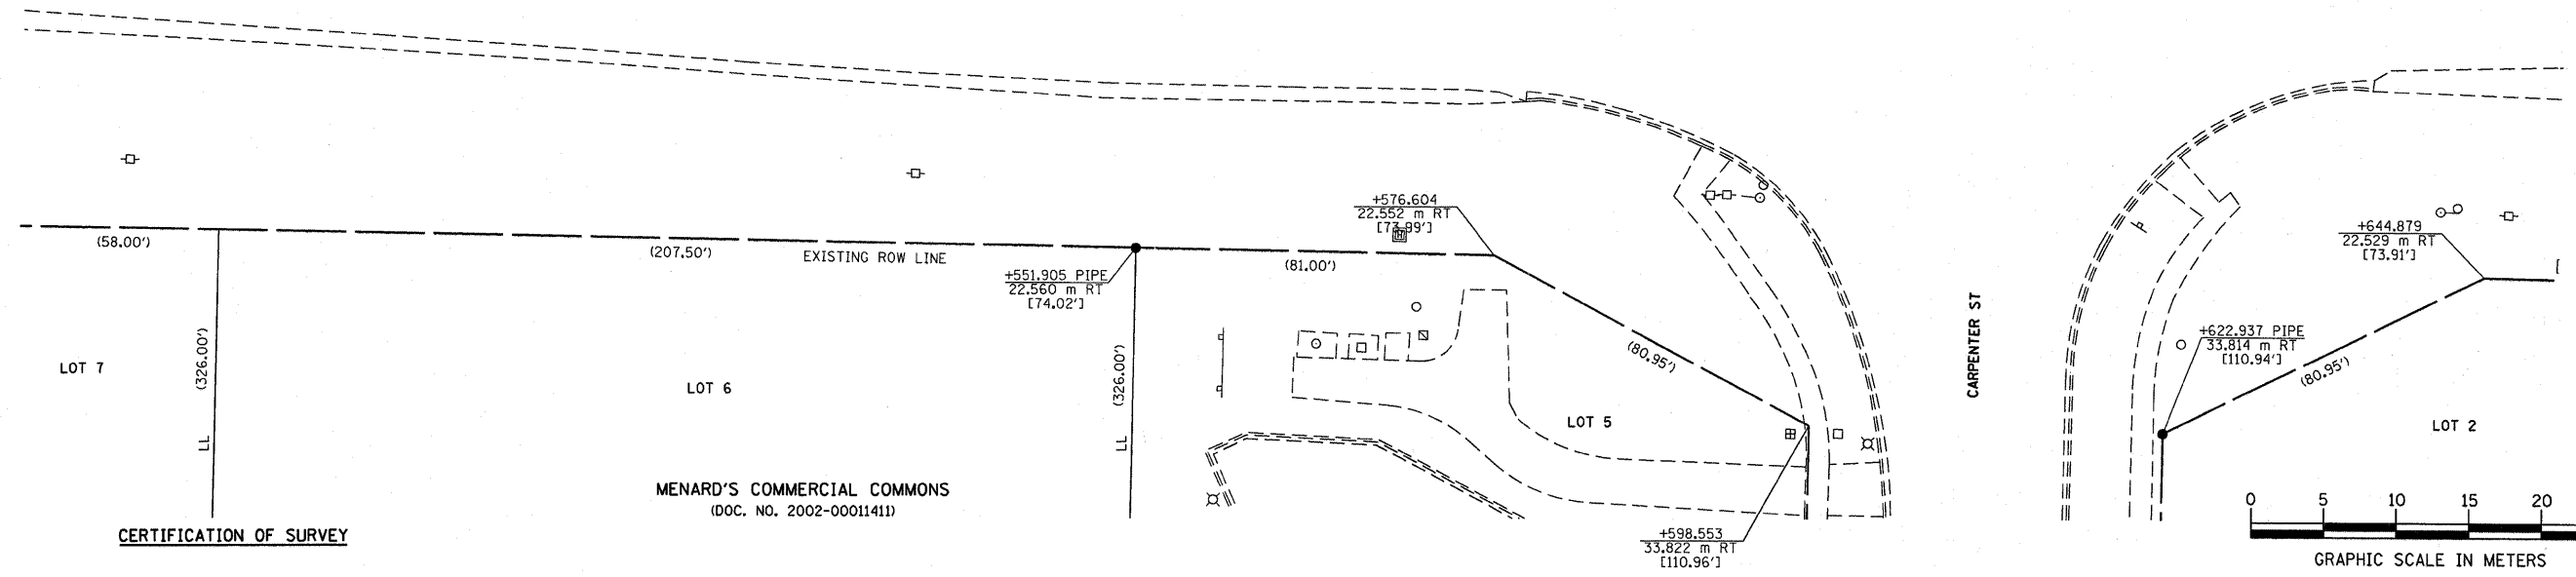 +576.604
22.552 m RT
[73.99']
+644.879
22.529 m RT
[73.91']
(58.00')
(207.50')
EXISTING ROW LINE
(81.00')
+551.905 PIPE
22.560 m RT
[74.02']
CARPENTER ST
+622.937 PIPE
33.814 m RT
[110.94']
(80.95')
(80.95')
LOT 7
(326.00')
LL
LOT 6
(326.00')
LL
LOT 5
LOT 2
MENARD'S COMMERCIAL COMMONS
(DOC. NO. 2002-00011411)
CERTIFICATION OF SURVEY
+598.553
33.822 m RT
[110.96']
0 5 10 15 20
GRAPHIC SCALE IN METERS